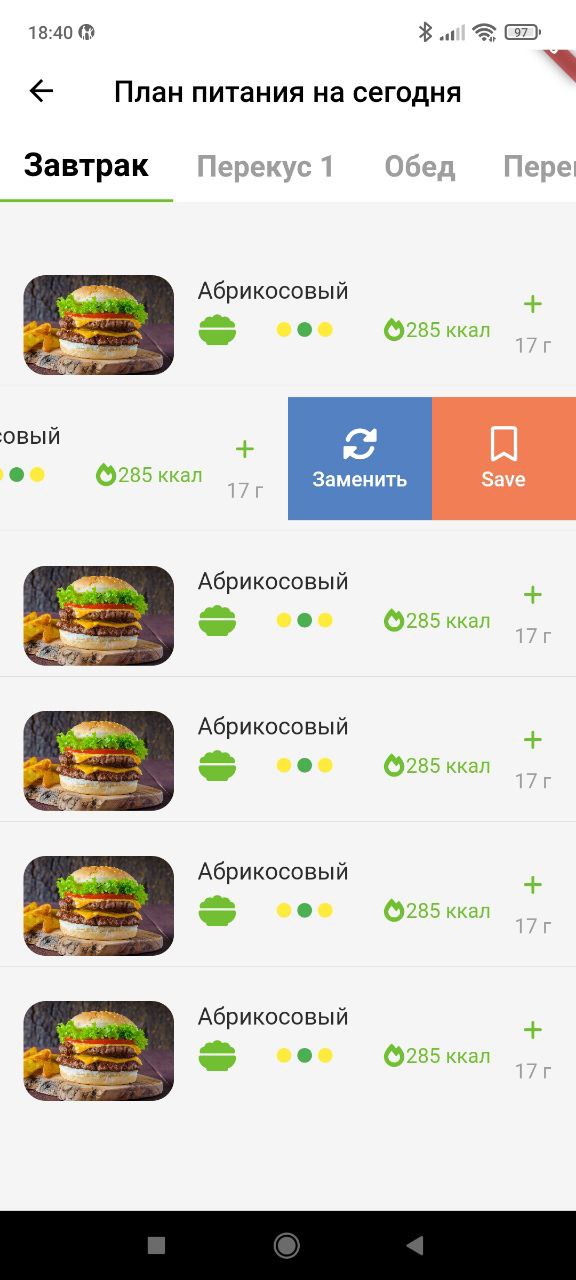 18:40
97
План питания на сегодня
Завтрак Перекус 1 Обед
Абрикосовый
285 ккал
17 г
совый
285 ккал
17 г
Заменить
Save
Абрикосовый
285 ккал
17 г
Абрикосовый
285 ккал
17 г
Абрикосовый
285 ккал
17 г
Абрикосовый
285 ккал
17 г